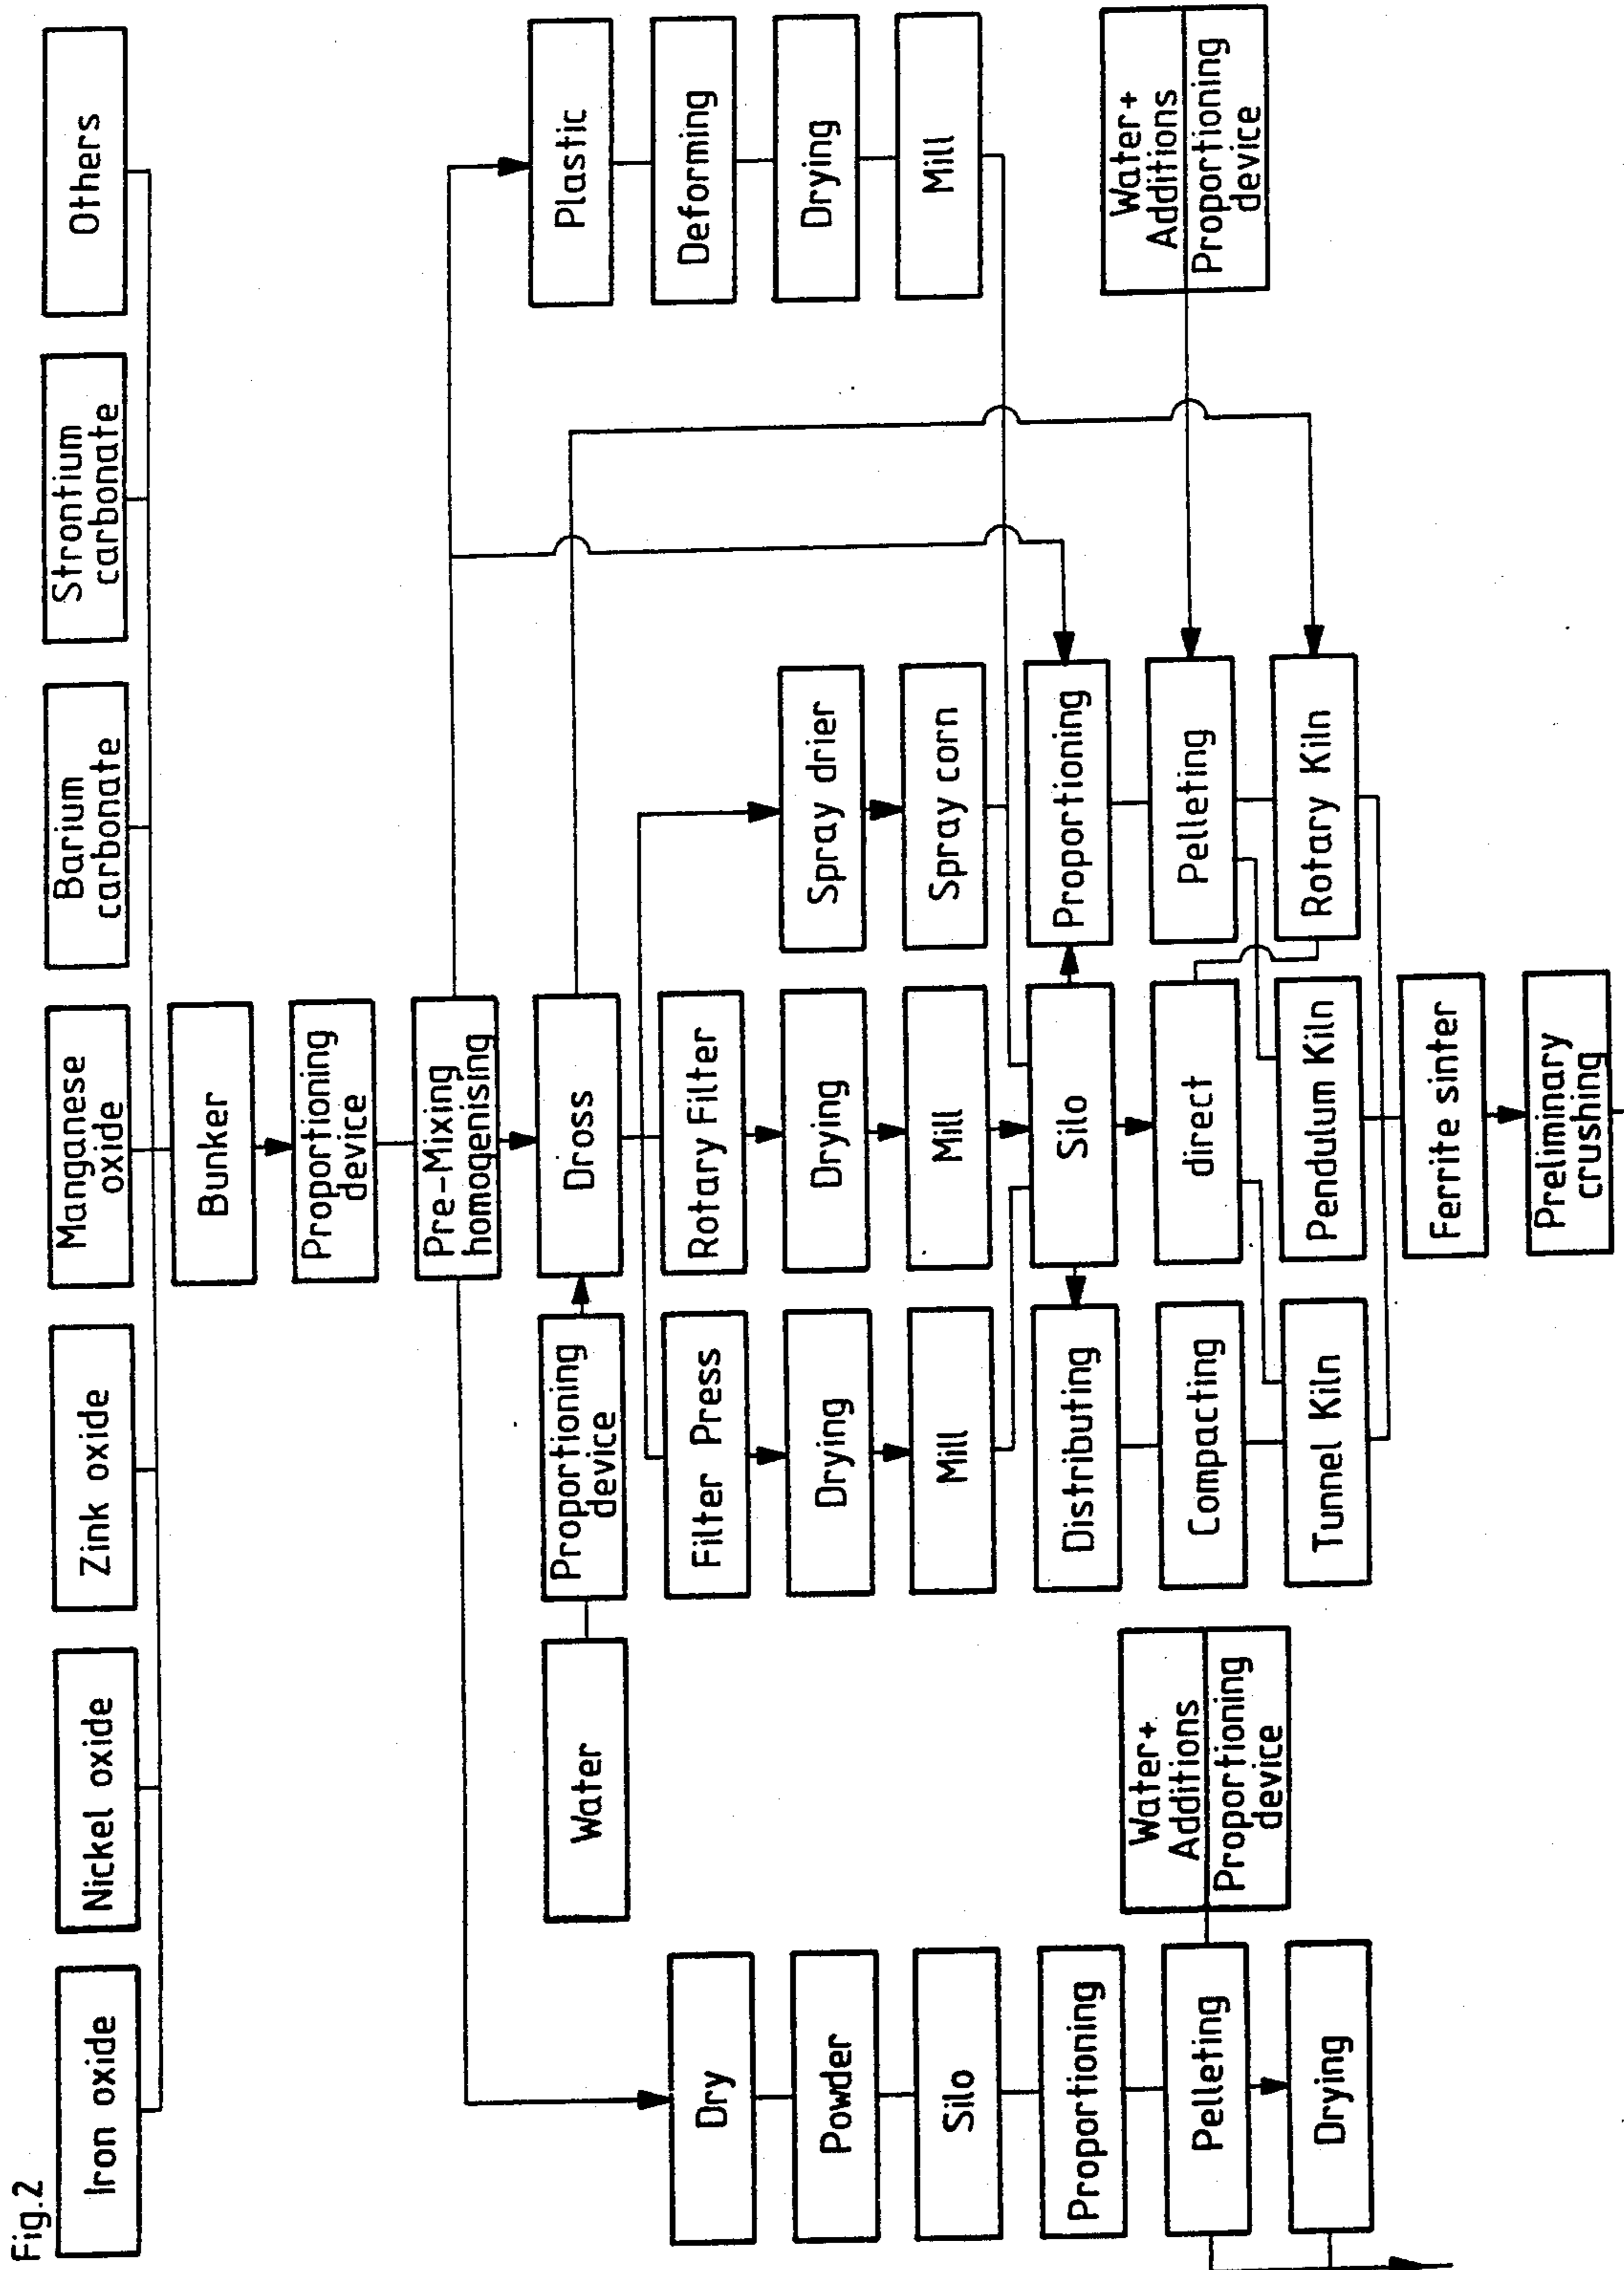 Fig.2
Iron oxide
Nickel oxide
Zink oxide
Manganese
oxide
Barium
carbonate
Strontium
carbonate
Others
Bunker
Proportioning
device
Pre-Mixing
homogenising
Water
Proportioning
device
Dross
Plastic
Dry
Filter Press
Rotary Filter
Deforming
Powder
Drying
Drying
Spray drier
Drying
Silo
Mill
Mill
Spray corn
Mill
Proportioning
Distributing
Silo
Proportioning
Pelleting
Water+
Additions
Proportioning
device
Compacting
direct
Pelleting
Water+
Additions
Proportioning
device
Drying
Tunnel Kiln
Pendulum Kiln
Rotary Kiln
Ferrite sinter
Preliminary
crushing